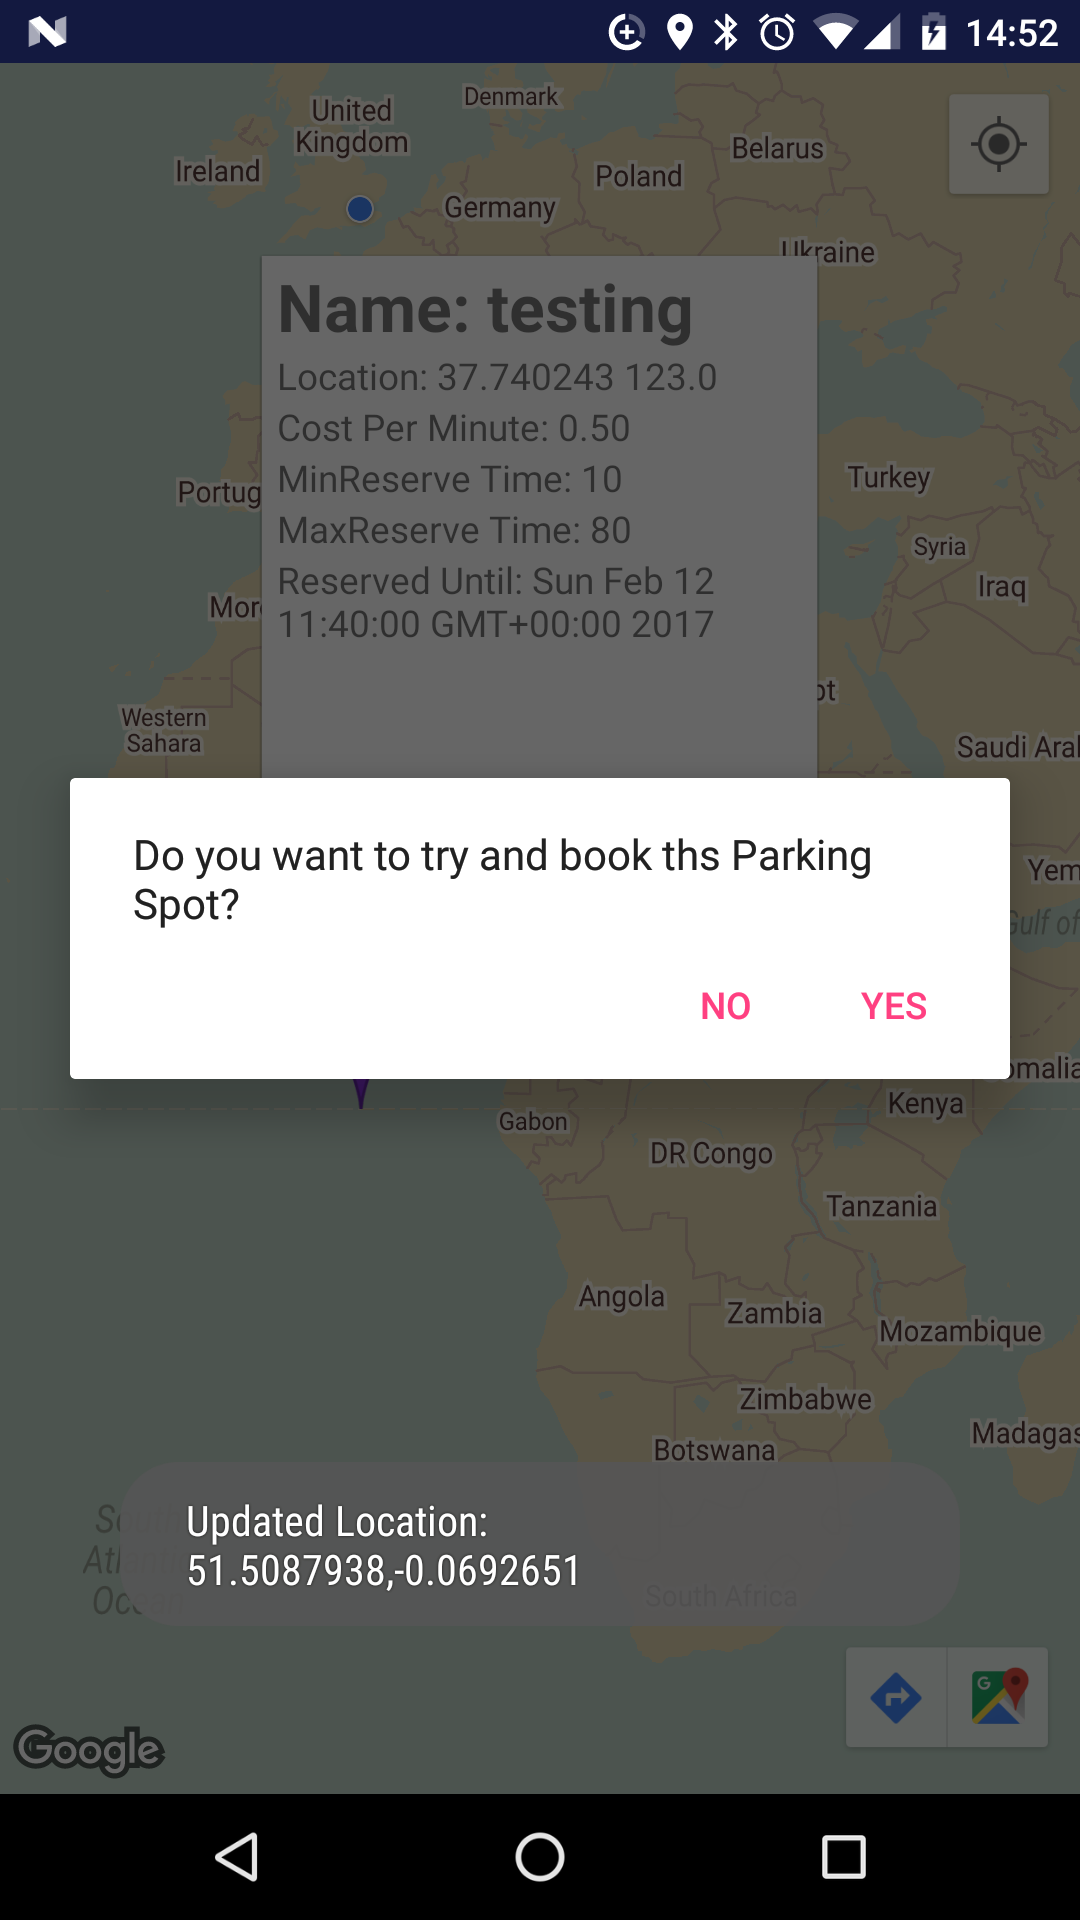 14:52
Denmark
United
Kingdom
Belarus
Ireland
Poland
Germany
Ukraine
Name: testing
Location: 37.740243 123.0
Cost Per Minute: 0.50
MinReserve Time: 10
MaxReserve Time: 80
Reserved Until: Sun Feb 12
11:40:00 GMT+00:00 2017
Portug
Turkey
Syria
Iraq
Mor
pt
Western
Sahara
Saudi Aral
Do you want to try and book ths Parking
Spot?
NO
YES
Yem
Gulf of
omalia
Kenya
Gabon
DR Congo
Tanzania
Angola
Zambia
Mozambique
Zimbabwe
Madagas
Botswana
South
Atlantic
Ocean
Updated Location:
51.5087938,-0.0692651
South Africa
G
Google